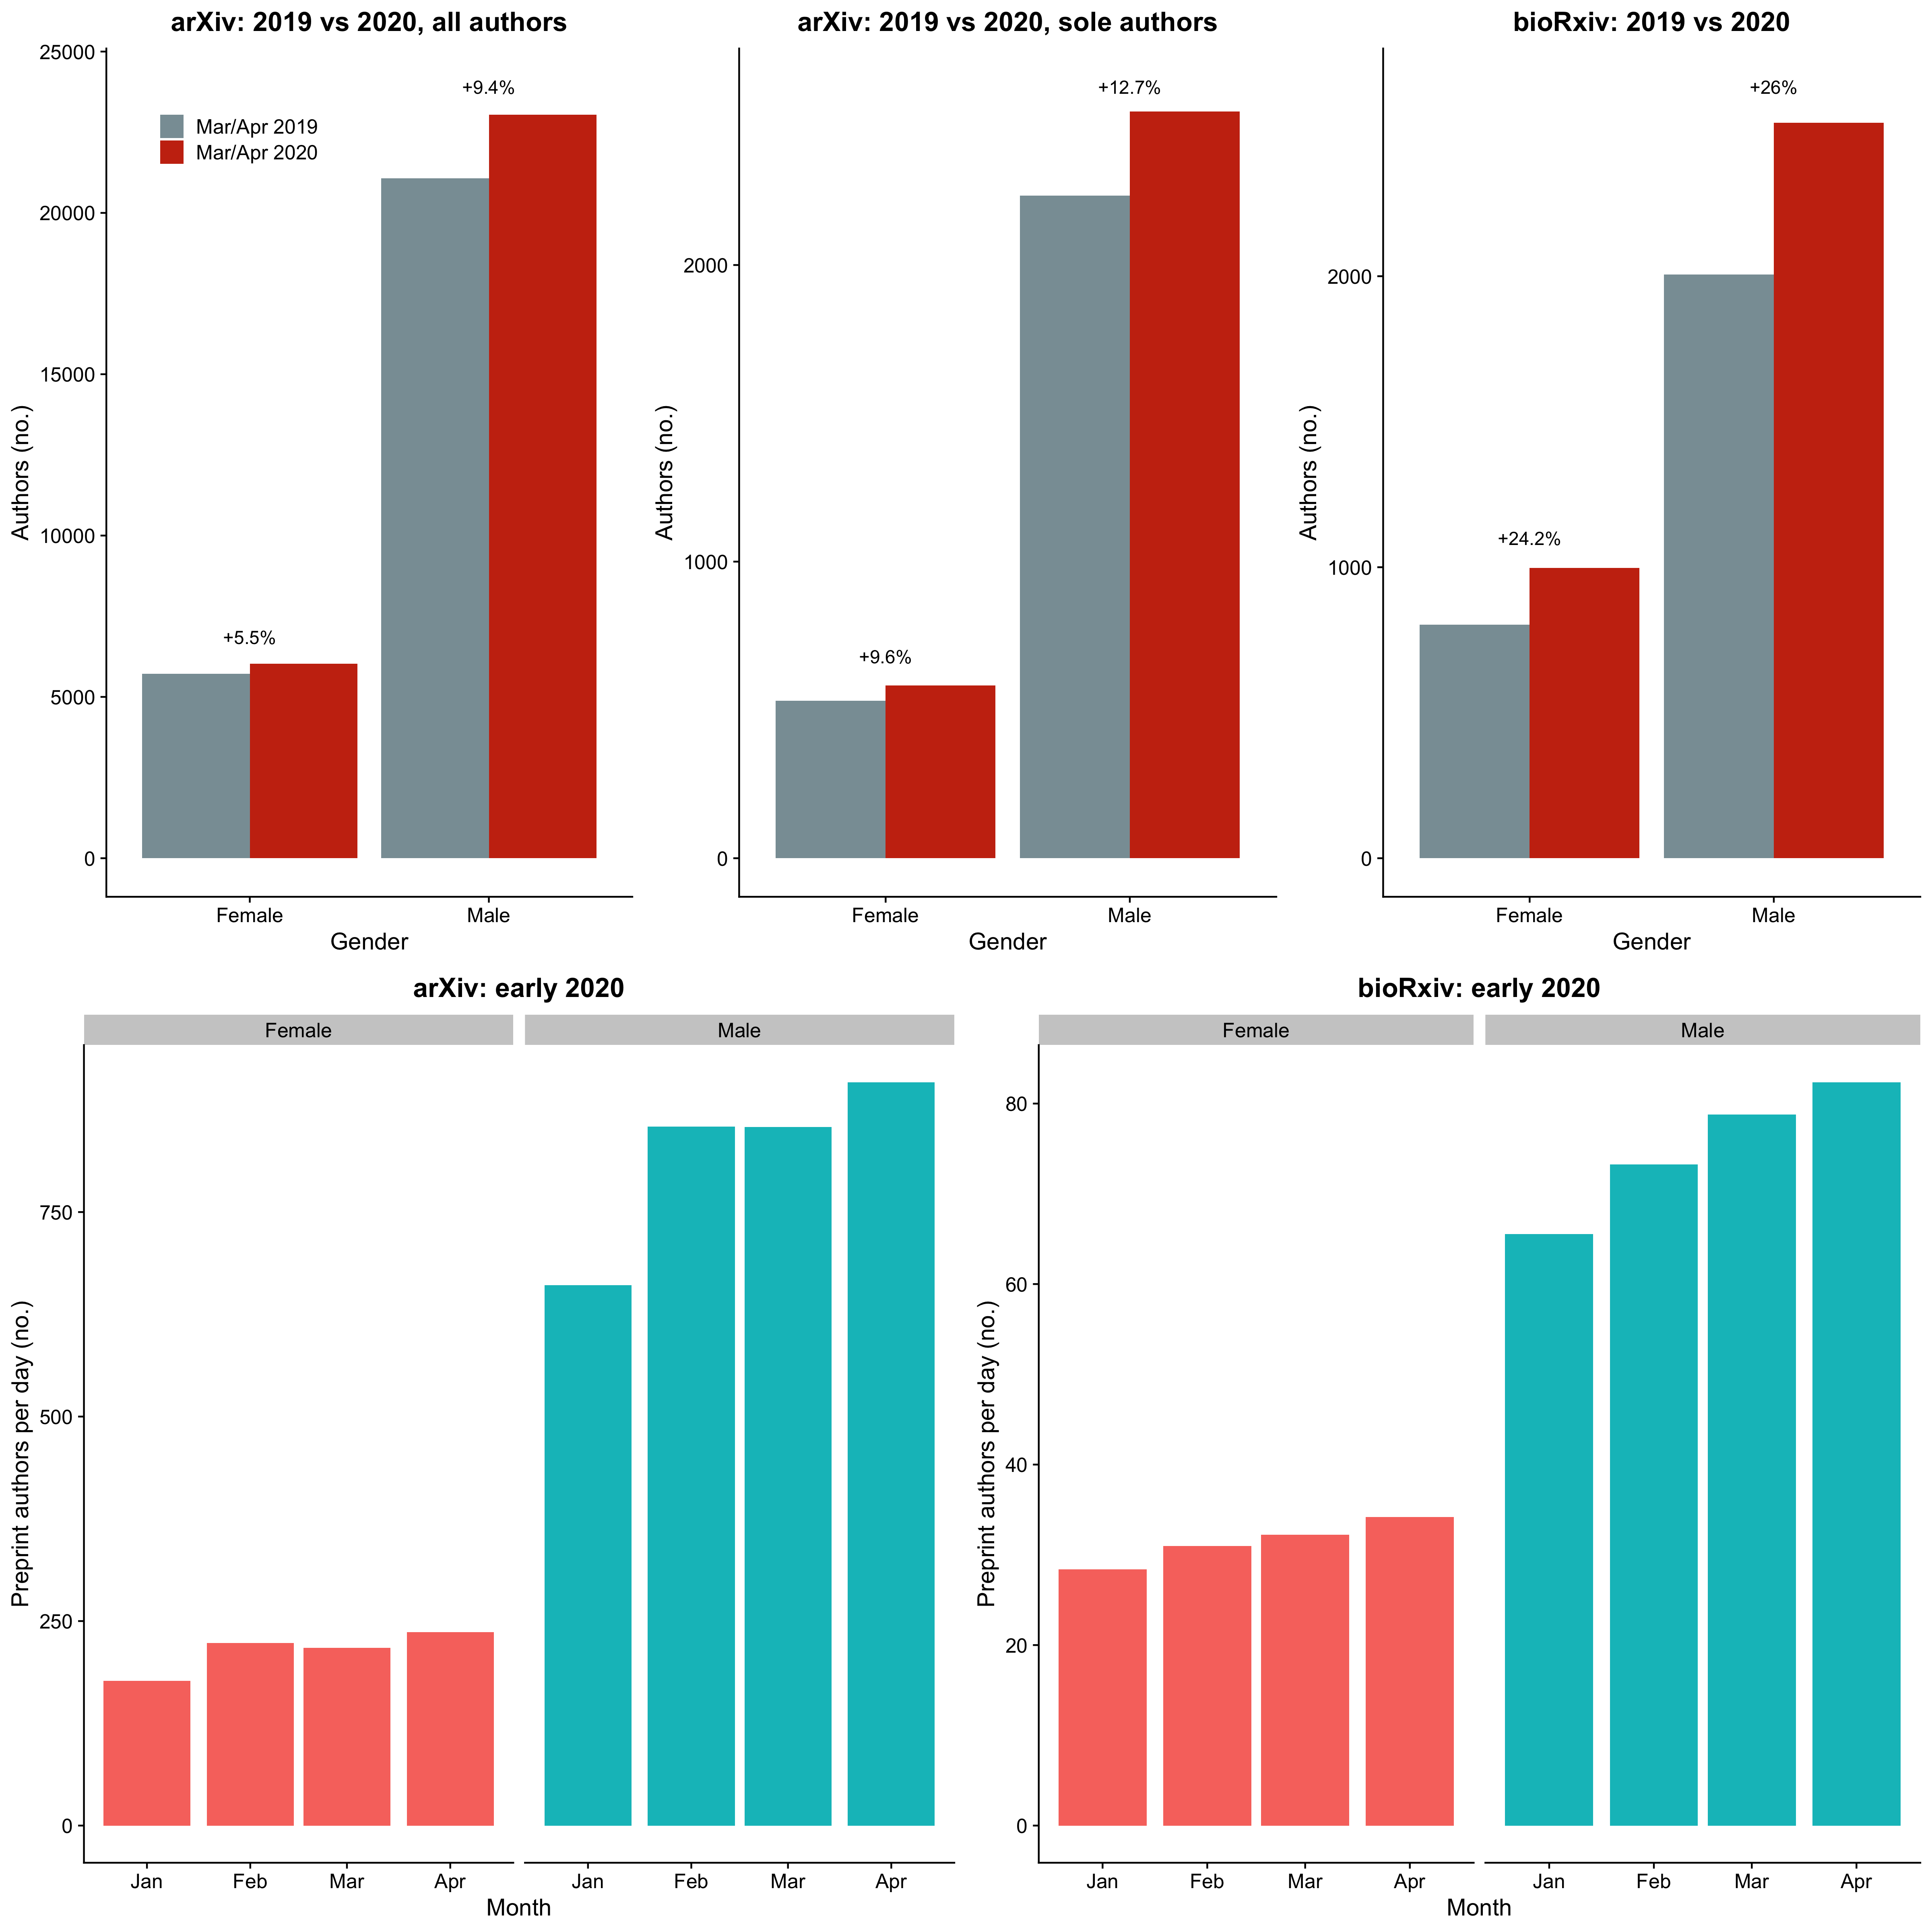 arXiv: 2019 vs 2020, all authors
Authors (no.)
25000
20000
15000
10000
5000
0
Mar/Apr 2019
Mar/Apr 2020
+5.5%
+9.4%
Female
Male
Gender
arXiv: 2019 vs 2020, sole authors
Authors (no.)
2000
1000
0
+9.6%
+12.7%
Female
Male
Gender
bioRxiv: 2019 vs 2020
Authors (no.)
2000
1000
0
+24.2%
+26%
Female
Male
Gender
arXiv: early 2020
Female
Male
Preprint authors per day (no.)
750
500
250
0
Jan
Feb
Mar
Apr
Jan
Feb
Mar
Apr
Month
bioRxiv: early 2020
Female
Male
Preprint authors per day (no.)
80
60
40
20
0
Jan
Feb
Mar
Apr
Jan
Feb
Mar
Apr
Month